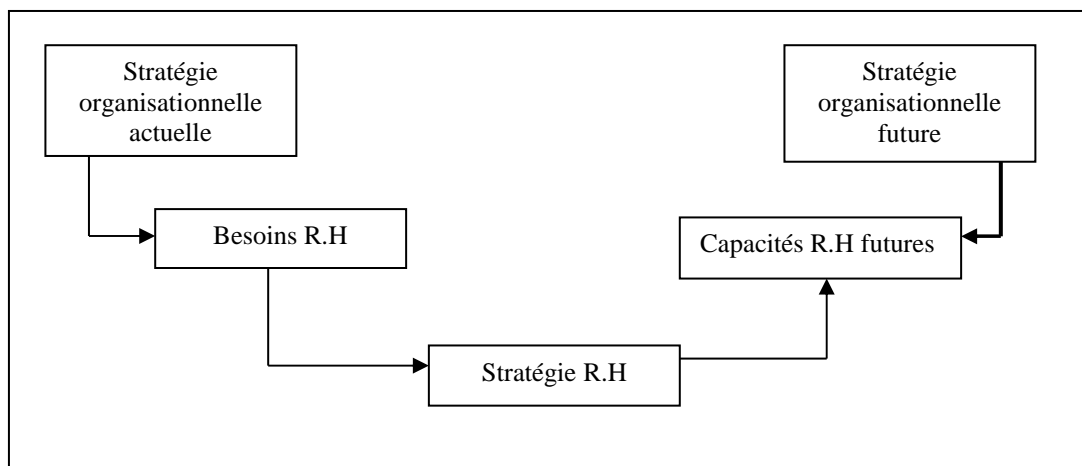 Stratégie
organisationnelle
actuelle
Stratégie
organisationnelle
future
Besoins R.H
Capacités R.H futures
Stratégie R.H